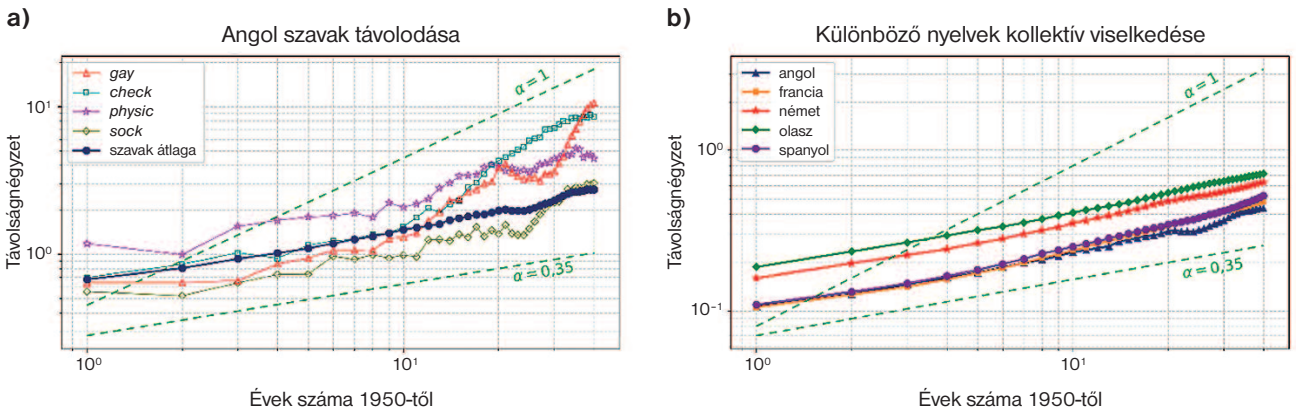 a)
Angol szavak távolodása
gay
check
physic
sock
szavak átlaga
α = 1
α = 0,35
10¹
10⁰
Távolságnégyzet
10⁰
10¹
Évek száma 1950-től
b)
Különböző nyelvek kollektív viselkedése
angol
francia
német
olasz
spanyol
α = 1
α = 0,35
10⁰
10⁻¹
Távolságnégyzet
10⁰
10¹
Évek száma 1950-től